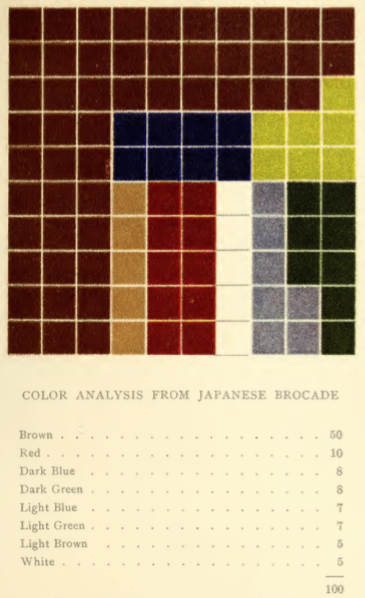 COLOR ANALYSIS FROM JAPANESE BROCADE
Brown . . . . . . . . . . . . . . . . . . 50
Red . . . . . . . . . . . . . . . . . . . 10
Dark Blue . . . . . . . . . . . . . . . . 8
Dark Green . . . . . . . . . . . . . . . 8
Light Blue . . . . . . . . . . . . . . . 7
Light Green . . . . . . . . . . . . . . . 7
Light Brown . . . . . . . . . . . . . . 5
White . . . . . . . . . . . . . . . . . . 5
100